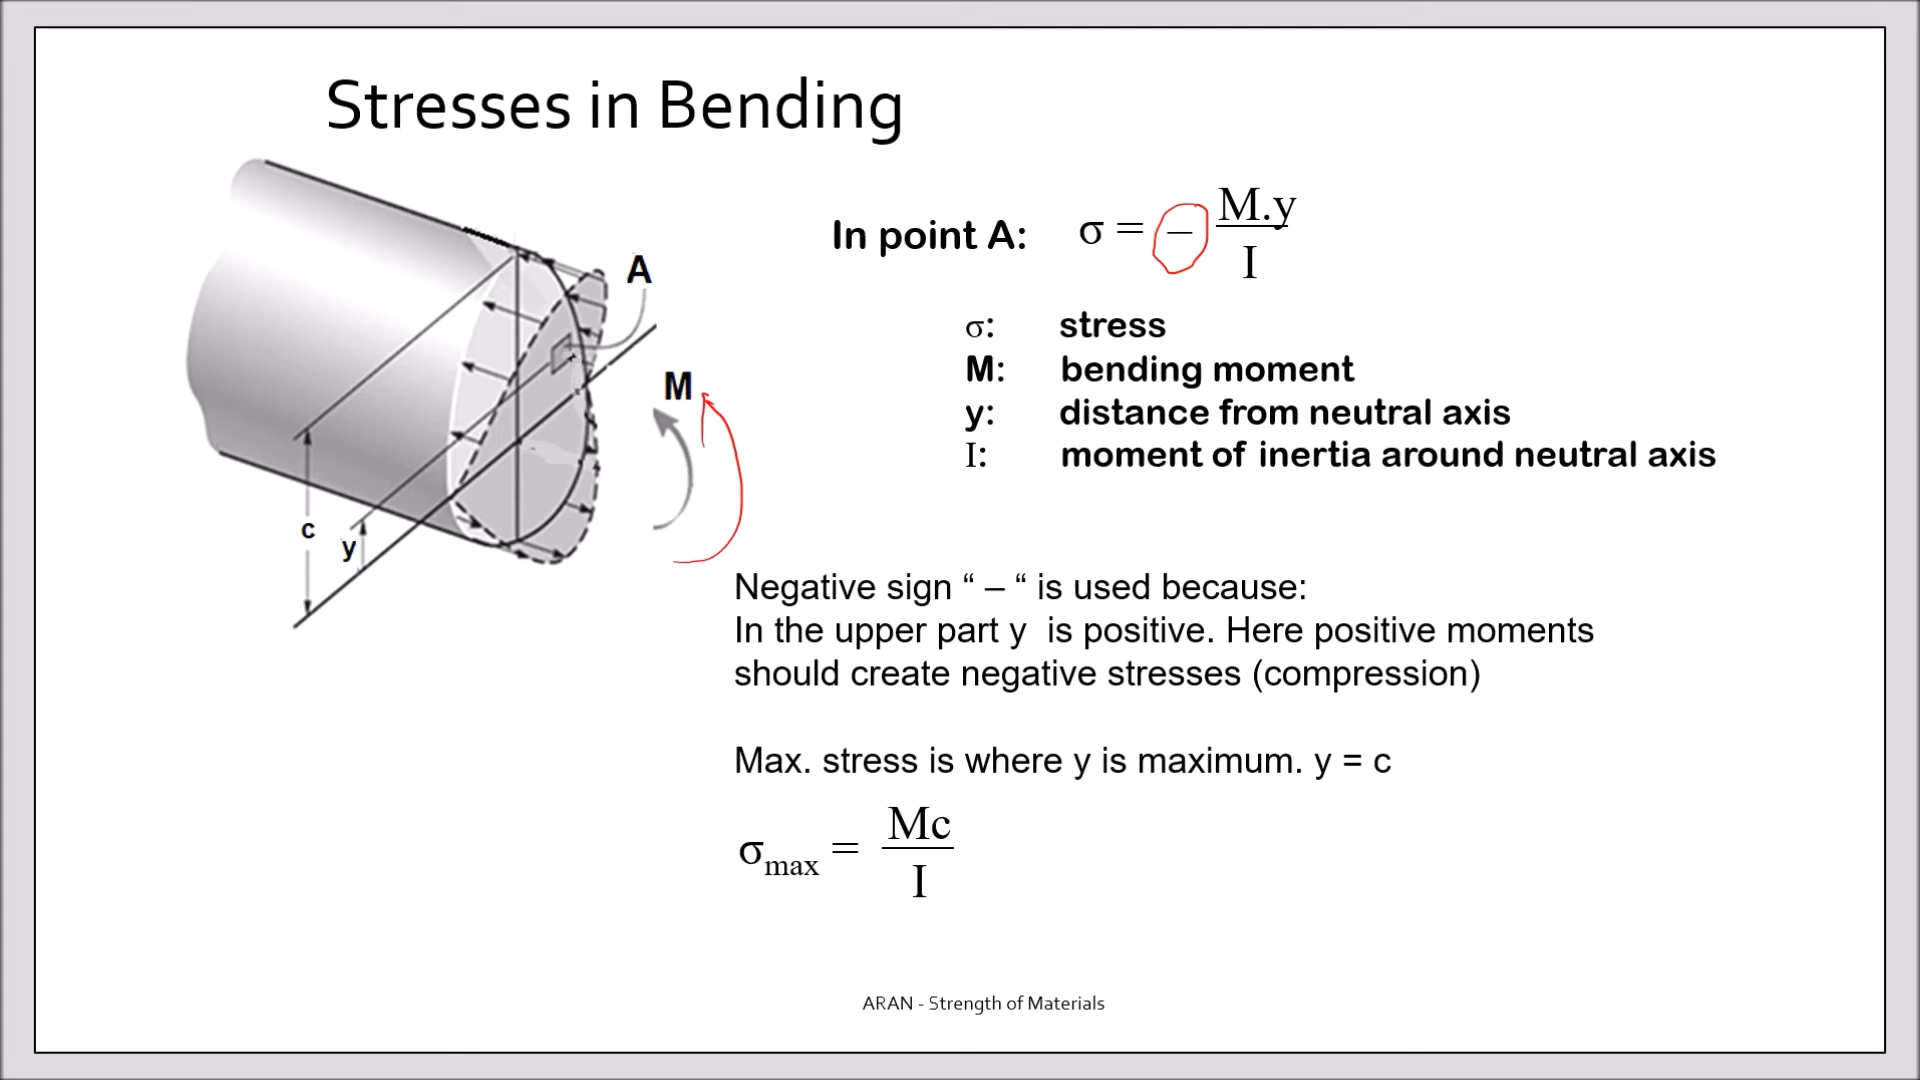 Stresses in Bending
In point A: σ = – M.y / I
A
M
c
y
σ: stress
M: bending moment
y: distance from neutral axis
I: moment of inertia around neutral axis
Negative sign “ – “ is used because:
In the upper part y is positive. Here positive moments
should create negative stresses (compression)
Max. stress is where y is maximum. y = c
σmax = Mc / I
ARAN - Strength of Materials